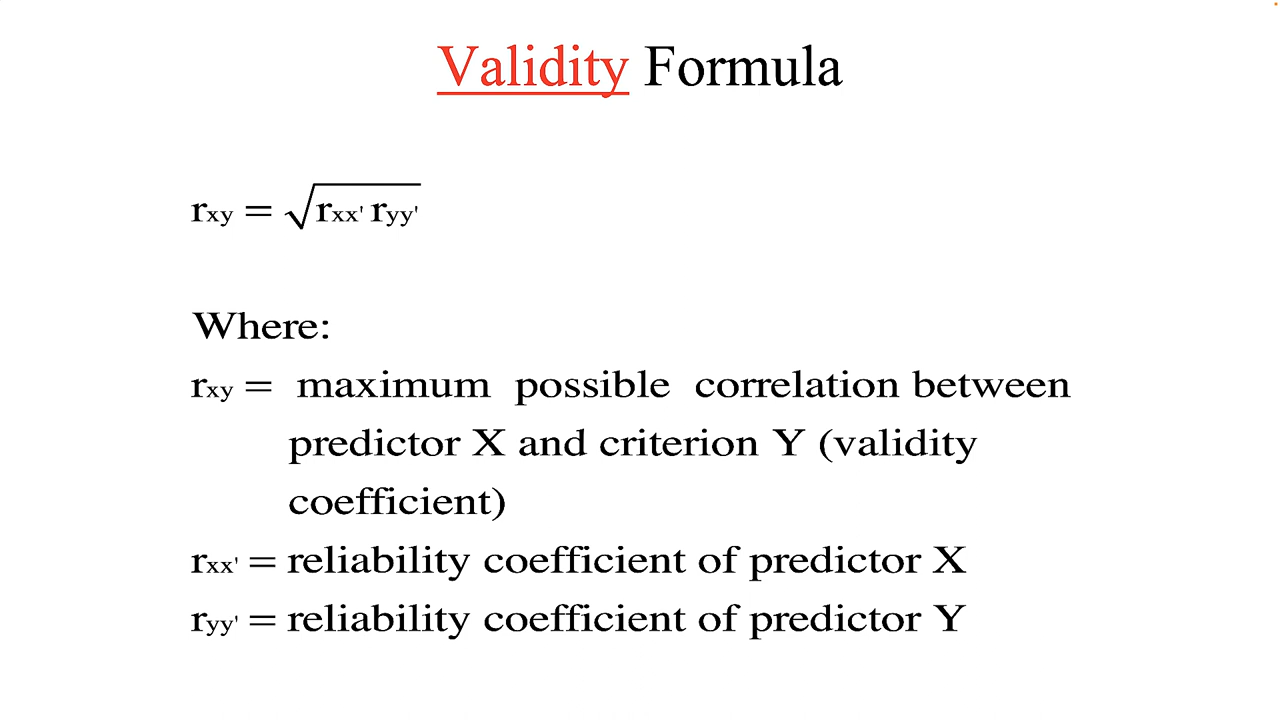 Validity Formula
rxy = √rxx' ryy'
Where:
rxy = maximum possible correlation between
predictor X and criterion Y (validity
coefficient)
rxx' = reliability coefficient of predictor X
ryy' = reliability coefficient of predictor Y